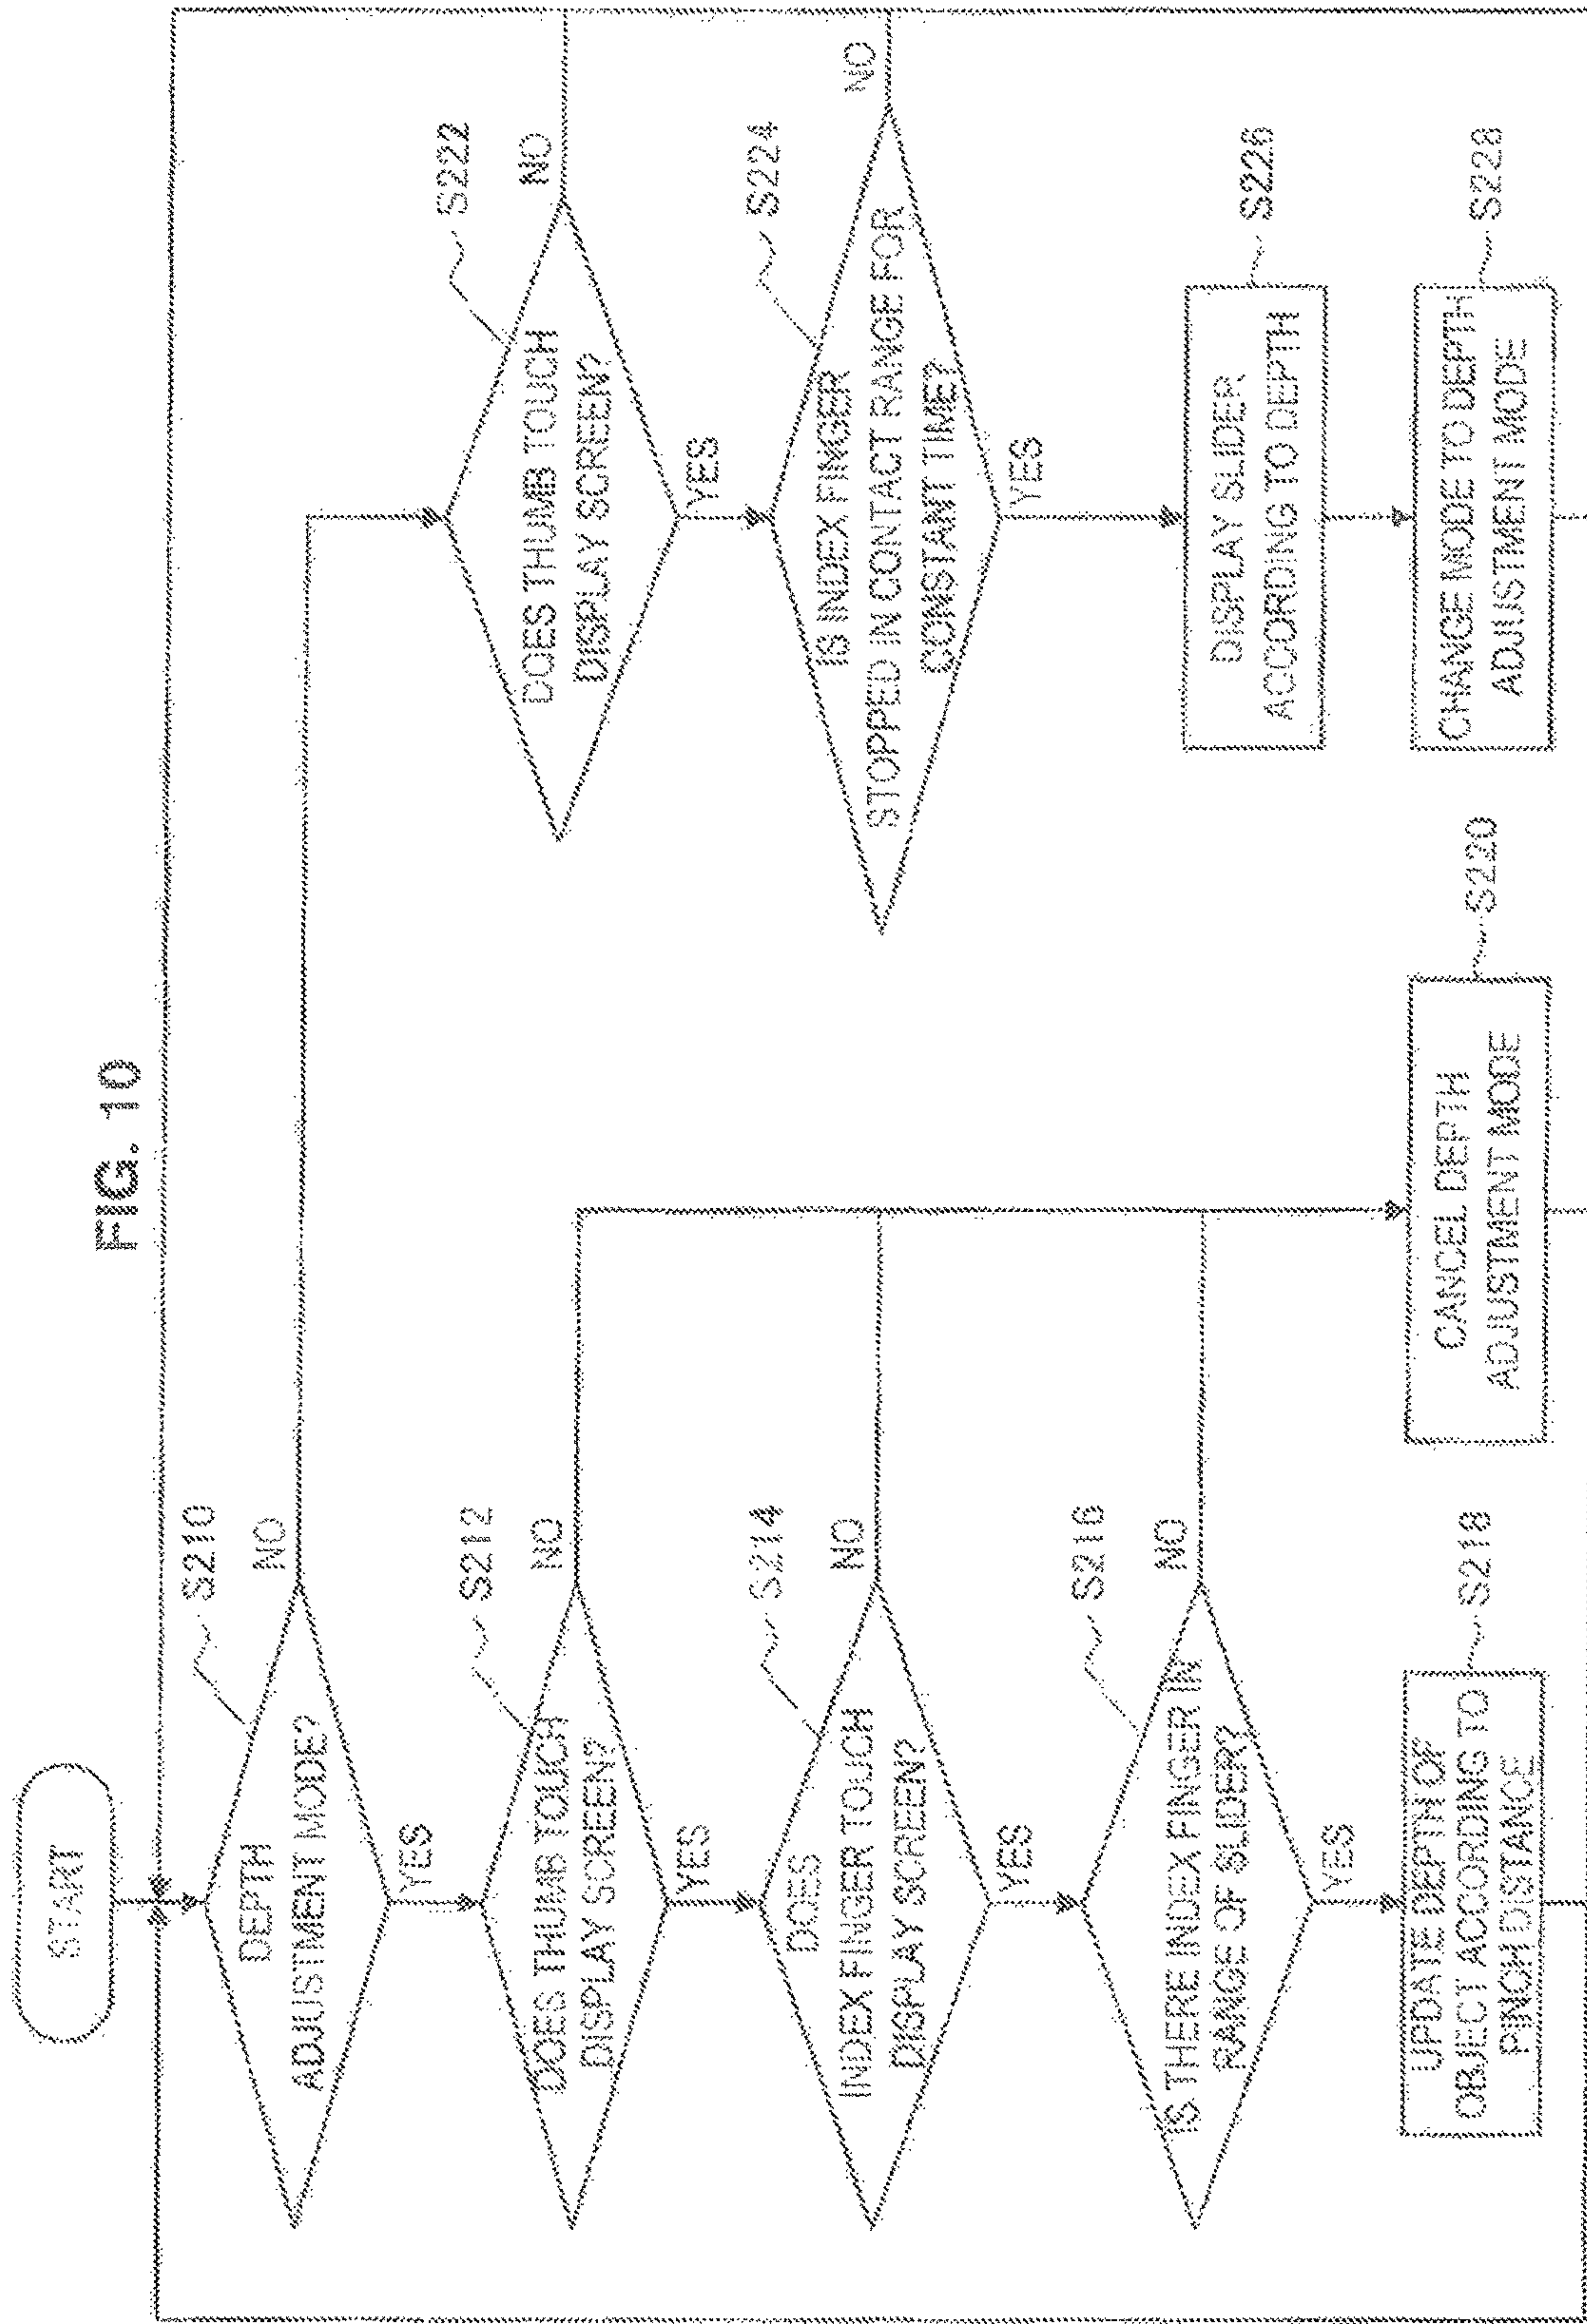 FIG. 10
START
S210
DEPTH
ADJUSTMENT MODE?
NO
YES
S212
DOES THUMB TOUCH
DISPLAY SCREEN?
NO
YES
S214
DOES
INDEX FINGER TOUCH
DISPLAY SCREEN?
NO
YES
S216
IS THERE INDEX FINGER IN
RANGE OF SLIDER?
NO
YES
S218
UPDATE DEPTH OF
OBJECT ACCORDING TO
PINCH DISTANCE
S220
CANCEL DEPTH
ADJUSTMENT MODE
S222
DOES THUMB TOUCH
DISPLAY SCREEN?
NO
YES
S224
IS INDEX FINGER
STOPPED IN CONTACT RANGE FOR
CONSTANT TIME?
NO
YES
S226
DISPLAY SLIDER
ACCORDING TO DEPTH
S228
CHANGE MODE TO DEPTH
ADJUSTMENT MODE